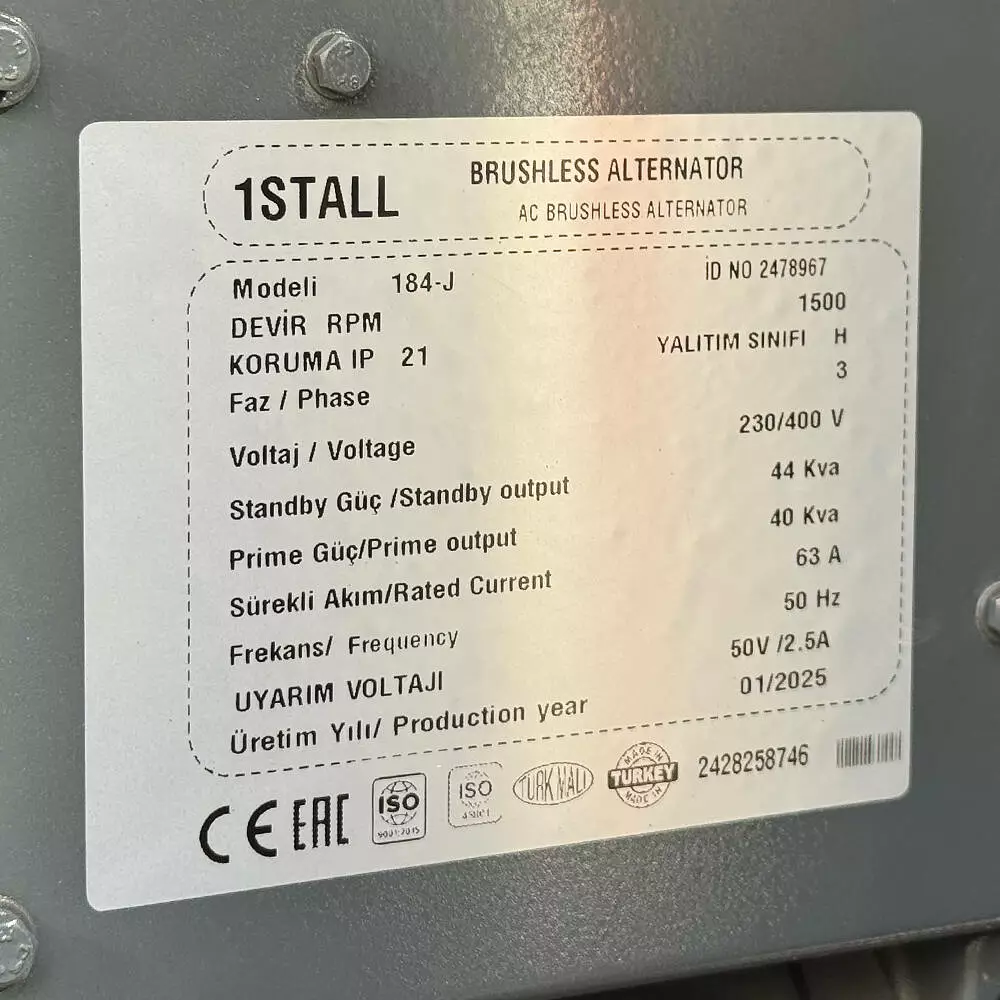 1STALL
BRUSHLESS ALTERNATOR
AC BRUSHLESS ALTERNATOR
Modeli 184-J İD NO 2478967
DEVİR RPM 1500
KORUMA IP 21 YALITIM SINIFI H
Faz / Phase 3
Voltaj / Voltage 230/400 V
Standby Güç /Standby output 44 Kva
Prime Güç/Prime output 40 Kva
Sürekli Akım/Rated Current 63 A
Frekans/ Frequency 50 Hz
UYARIM VOLTAJI 50V /2.5A
Üretim Yılı/ Production year 01/2025
CE EAC ISO ISO TÜRK MALI MADE IN TURKEY MADE IN 2428258746
9001:2015